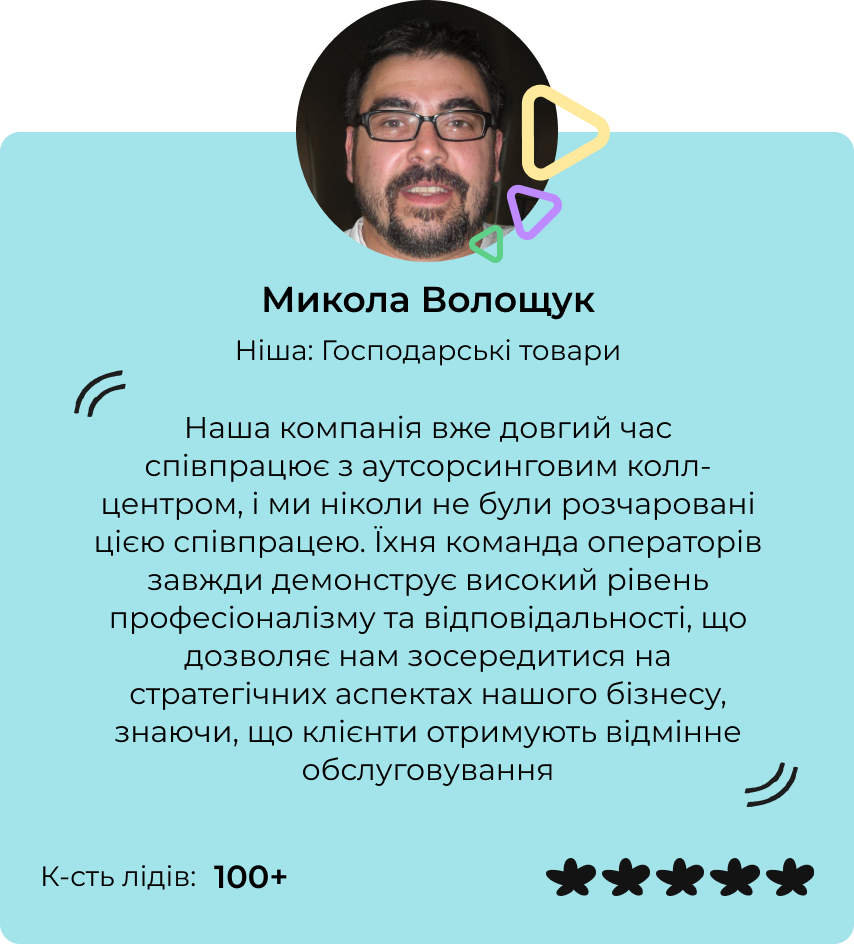 Микола Волощук
Ніша: Господарські товари
Наша компанія вже довгий час
співпрацює з аутсорсинговим колл-
центром, і ми ніколи не були розчаровані
цією співпрацею. Їхня команда операторів
завжди демонструє високий рівень
професіоналізму та відповідальності, що
дозволяє нам зосередитися на
стратегічних аспектах нашого бізнесу,
знаючи, що клієнти отримують відмінне
обслуговування
К-сть лідів: 100+